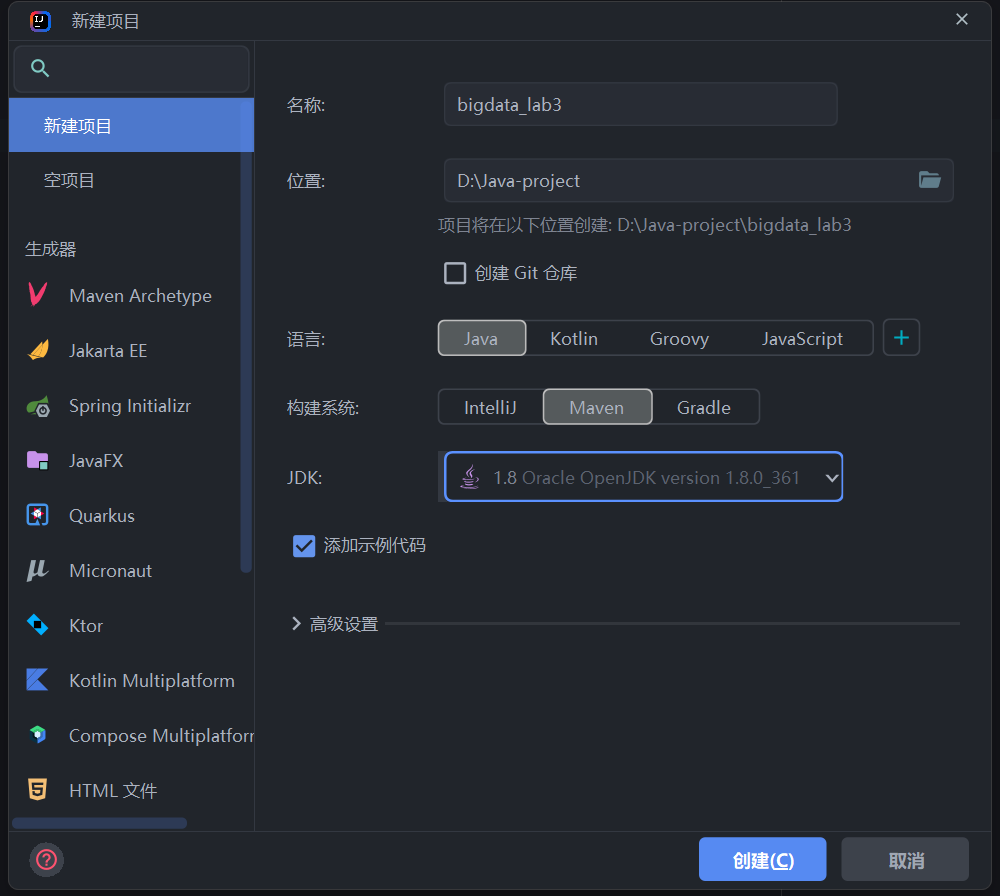 新建项目
新建项目
空项目
生成器
Maven Archetype
Jakarta EE
Spring Initializr
JavaFX
Quarkus
Micronaut
Ktor
Kotlin Multiplatform
Compose Multiplatforr
HTML 文件
名称:
bigdata_lab3
位置:
D:\Java-project
项目将在以下位置创建: D:\Java-project\bigdata_lab3
创建 Git 仓库
语言:
Java Kotlin Groovy JavaScript
构建系统:
IntelliJ Maven Gradle
JDK:
1.8 Oracle OpenJDK version 1.8.0_361
添加示例代码
高级设置
创建(C) 取消